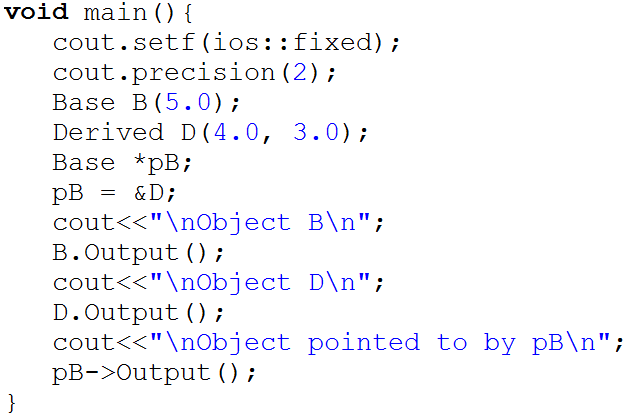 void main(){
cout.setf(ios::fixed);
cout.precision(2);
Base B(5.0);
Derived D(4.0, 3.0);
Base *pB;
pB = &D;
cout<<"\nObject B\n";
B.Output();
cout<<"\nObject D\n";
D.Output();
cout<<"\nObject pointed to by pB\n";
pB->Output();
}